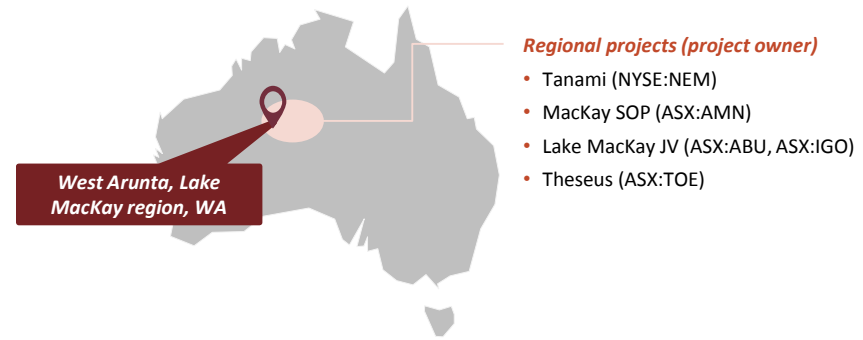 Regional projects (project owner)
• Tanami (NYSE:NEM)
• MacKay SOP (ASX:AMN)
• Lake MacKay JV (ASX:ABU, ASX:IGO)
• Theseus (ASX:TOE)
West Arunta, Lake
MacKay region, WA